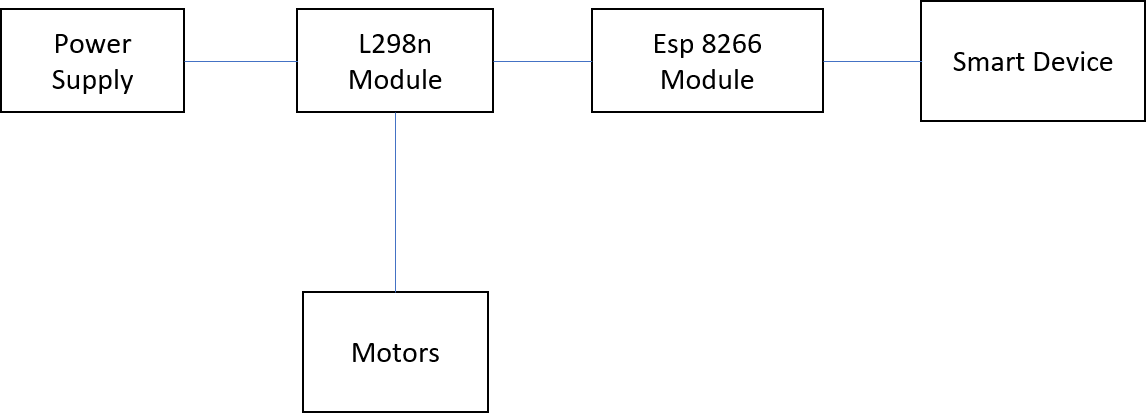 Power
Supply
L298n
Module
Esp 8266
Module
Smart Device
Motors